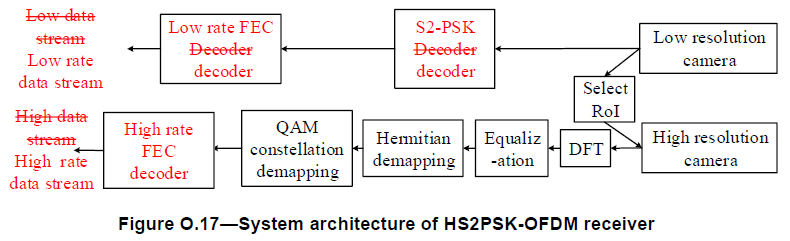 Low data
stream
Low rate
data stream
Low rate FEC
Decoder
decoder
S2-PSK
Decoder
decoder
Low resolution
camera
Select
RoI
High data
stream
High rate
data stream
High rate
FEC
decoder
QAM
constellation
demapping
Hermitian
demapping
Equaliz
-ation
DFT
High resolution
camera
Figure O.17—System architecture of HS2PSK-OFDM receiver